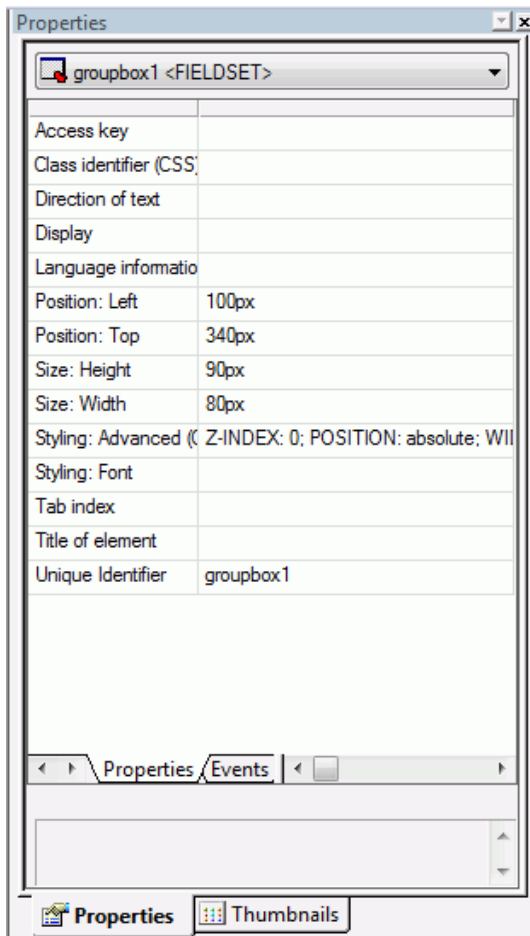 Properties
groupbox1 <FIELDSET>
Access key
Class identifier (CSS)
Direction of text
Display
Language informatio
Position: Left 100px
Position: Top 340px
Size: Height 90px
Size: Width 80px
Styling: Advanced (C Z-INDEX: 0; POSITION: absolute; WII
Styling: Font
Tab index
Title of element
Unique Identifier groupbox1
Properties Events
Properties Thumbnails